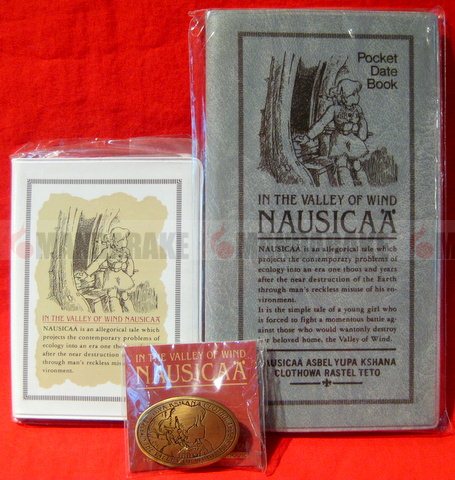 Pocket
Date
Book
IN THE VALLEY OF WIND
NAUSICAÄ
NAUSICAA is an allegorical tale which
projects the contemporary problems of
ecology into an era one thous and years
after the near destruction of the Earth
through man's reckless misuse of his en-
vironment.
It is the simple tale of a young girl who
is forced to fight a momentous battle ag-
ainst those who would wantonly destroy
her beloved home, the Valley of Wind.
NAUSICAA ASBEL YUPA KSHANA
CLOTHOWA RASTEL TETO
IN THE VALLEY OF WIND NAUSICAÄ
NAUSICAA is an allegorical tale which
projects the contemporary problems of
ecology into an era one thous and years
after the near destruction of the Earth
through man's reckless misuse of his en-
vironment.
IN THE VALLEY OF WIND
NAUSICAÄ
MANDARAKE